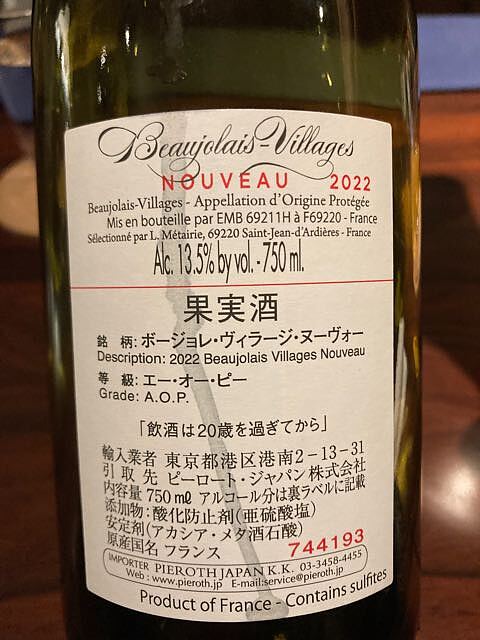 Beaujolais-Villages
NOUVEAU 2022
Beaujolais-Villages - Appellation d'Origine Protégée
Mis en bouteille par EMB 69211H à F69220 - France
Sélectionné par L. Métairie, 69220 Saint-Jean-d'Ardières - France
Alc. 13.5% by vol. - 750 ml.
果実酒
銘 柄:ボージョレ・ヴィラージ・ヌーヴォー
Description: 2022 Beaujolais Villages Nouveau
等 級:エー・オー・ピー
Grade: A.O.P.
「飲酒は20歳を過ぎてから」
輸入業者 東京都港区港南2-13-31
引 取 先 ピーロート・ジャパン株式会社
内容量 750㎖ アルコール分は裏ラベルに記載
添加物:酸化防止剤(亜硫酸塩)
安定剤(アカシア・メタ酒石酸)
原産国名 フランス 744193
IMPORTER PIEROTH JAPAN K.K. 03-3458-4455
Web : www.pieroth.jp E-mail:service@pieroth.jp
Product of France - Contains sulfites